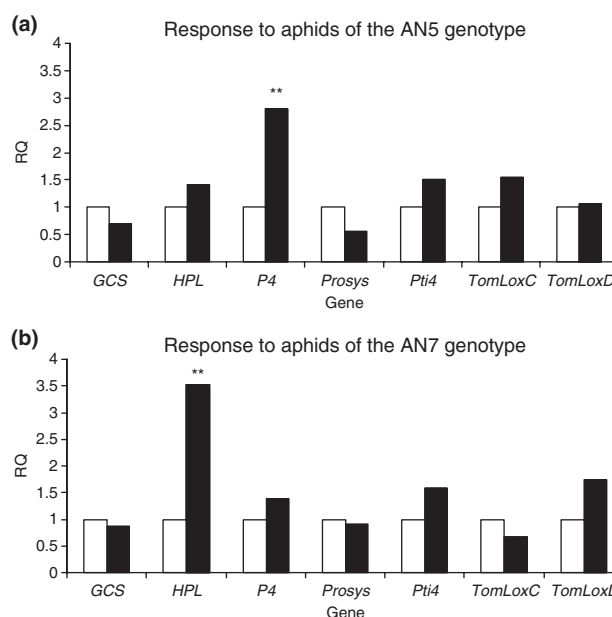 (a)
Response to aphids of the AN5 genotype
4
3.5
3
2.5
2
1.5
1
0.5
0
RQ
**
GCS HPL P4 Prosys Pti4 TomLoxC TomLoxD
Gene
(b)
Response to aphids of the AN7 genotype
4
3.5
3
2.5
2
1.5
1
0.5
0
RQ
**
GCS HPL P4 Prosys Pti4 TomLoxC TomLoxD
Gene